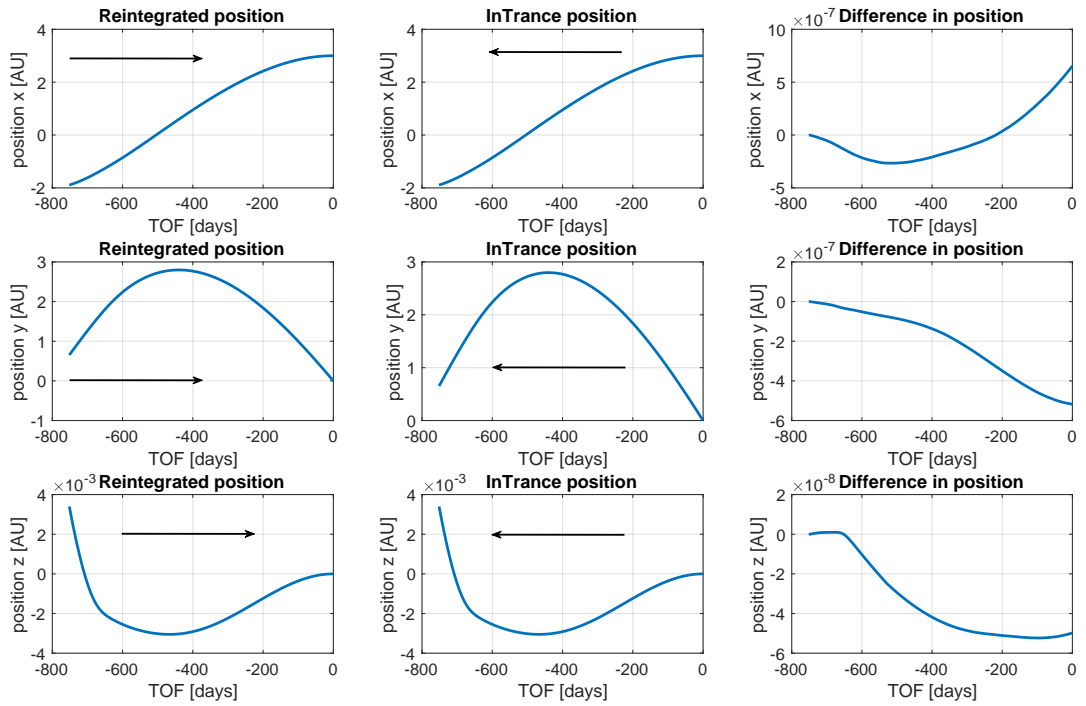 Reintegrated position
InTrance position
×10⁻⁷ Difference in position
4
2
0
-2
position x [AU]
-800 -600 -400 -200 0
TOF [days]
4
2
0
-2
position x [AU]
-800 -600 -400 -200 0
TOF [days]
10
5
0
-5
position x [AU]
-800 -600 -400 -200 0
TOF [days]
Reintegrated position
InTrance position
×10⁻⁷ Difference in position
3
2
1
0
-1
position y [AU]
-800 -600 -400 -200 0
TOF [days]
3
2
1
0
position y [AU]
-800 -600 -400 -200 0
TOF [days]
2
0
-2
-4
-6
position y [AU]
-800 -600 -400 -200 0
TOF [days]
×10⁻³ Reintegrated position
×10⁻³ InTrance position
×10⁻⁸ Difference in position
4
2
0
-2
-4
position z [AU]
-800 -600 -400 -200 0
TOF [days]
4
2
0
-2
-4
position z [AU]
-800 -600 -400 -200 0
TOF [days]
2
0
-2
-4
-6
position z [AU]
-800 -600 -400 -200 0
TOF [days]